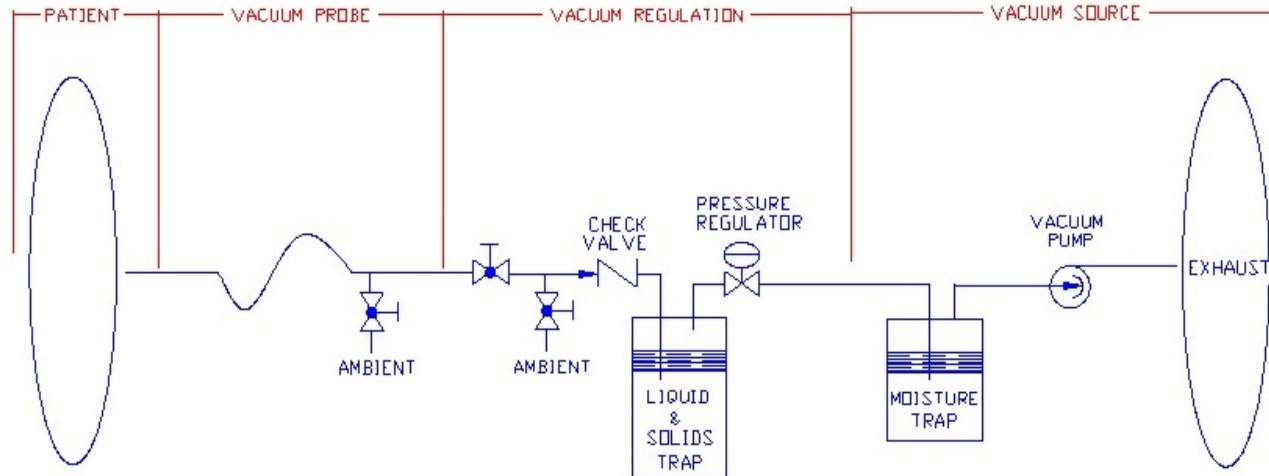 PATIENT
VACUUM PROBE
VACUUM REGULATION
VACUUM SOURCE
PRESSURE
REGULATOR
CHECK
VALVE
VACUUM
PUMP
EXHAUST
AMBIENT
AMBIENT
LIQUID
&
SOLIDS
TRAP
MOISTURE
TRAP